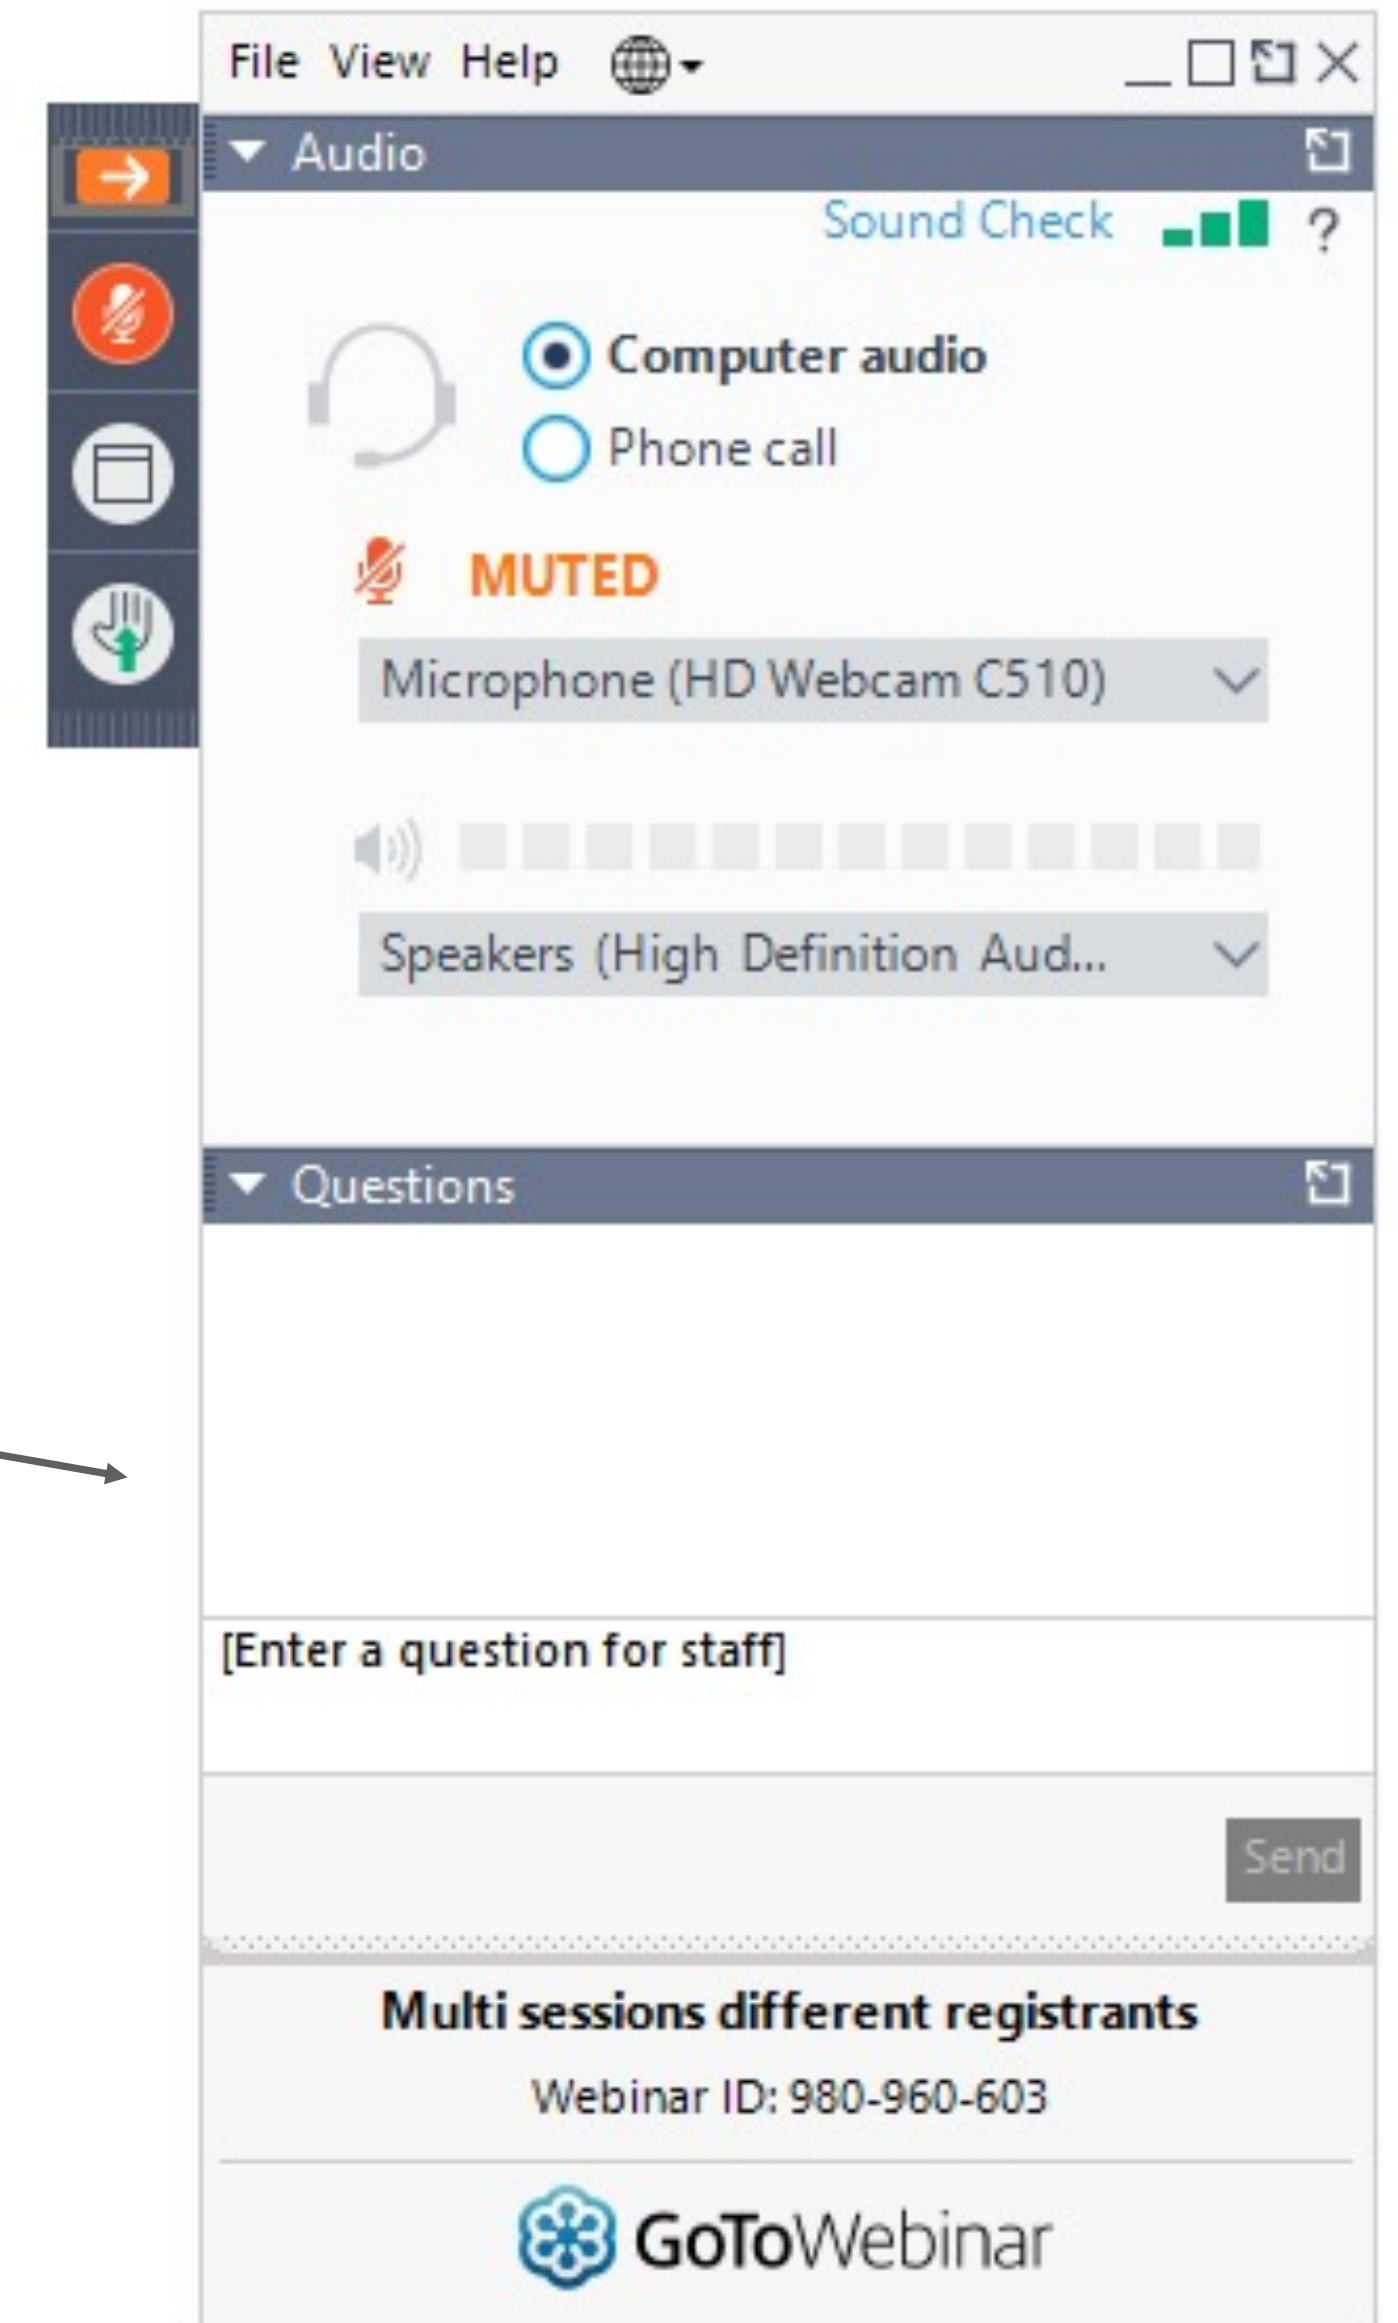 File View Help
Audio
Sound Check ?
Computer audio
Phone call
MUTED
Microphone (HD Webcam C510)
Speakers (High Definition Aud...
Questions
[Enter a question for staff]
Send
Multi sessions different registrants
Webinar ID: 980-960-603
GoToWebinar